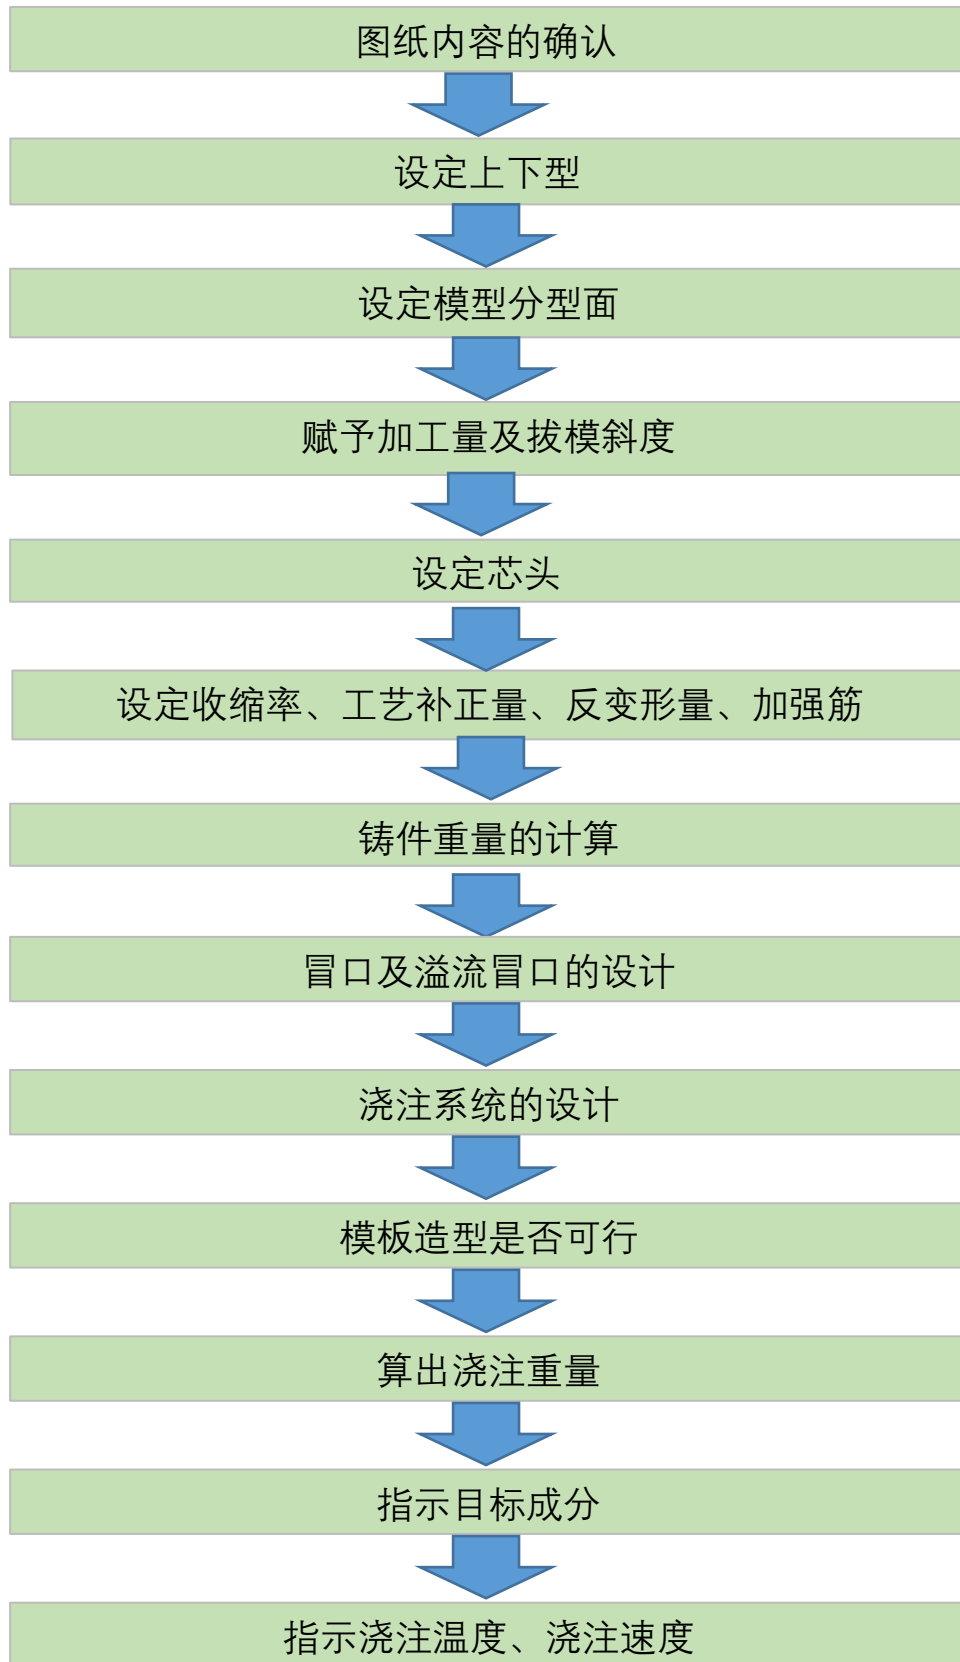 图纸内容的确认
设定上下型
设定模型分型面
赋予加工量及拔模斜度
设定芯头
设定收缩率、工艺补正量、反变形量、加强筋
铸件重量的计算
冒口及溢流冒口的设计
浇注系统的设计
模板造型是否可行
算出浇注重量
指示目标成分
指示浇注温度、浇注速度